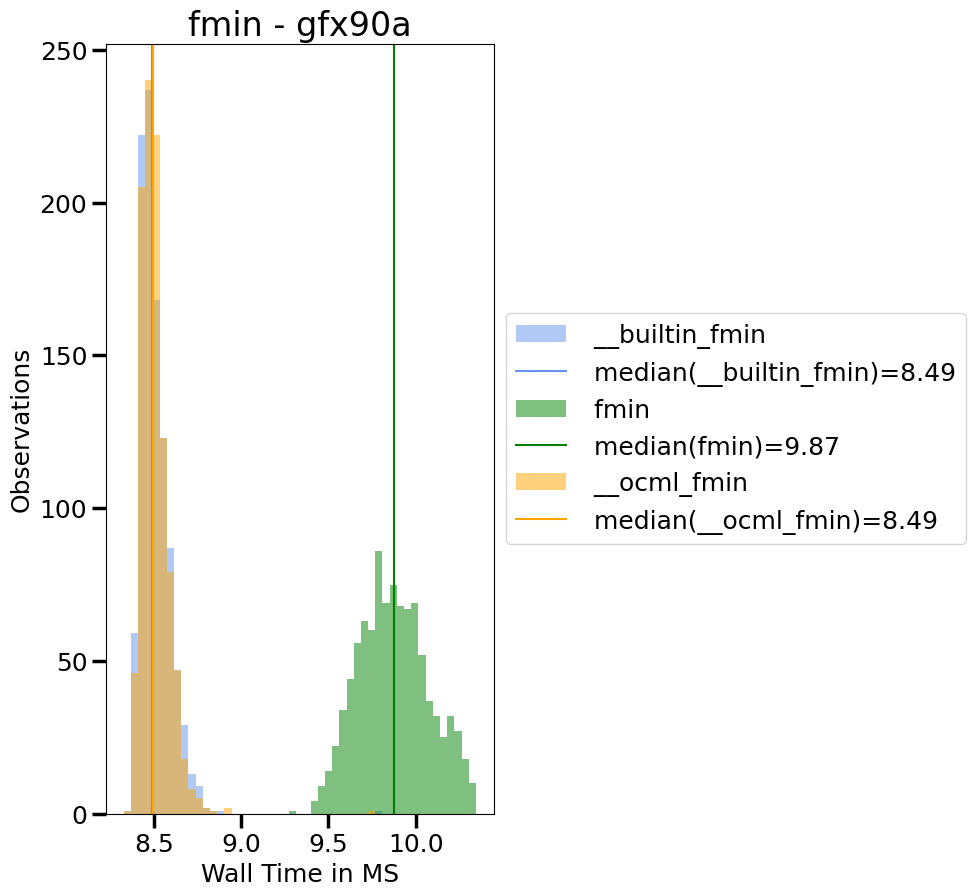 fmin - gfx90a
250
200
150
100
50
0
Observations
8.5 9.0 9.5 10.0
Wall Time in MS
__builtin_fmin
median(__builtin_fmin)=8.49
fmin
median(fmin)=9.87
__ocml_fmin
median(__ocml_fmin)=8.49